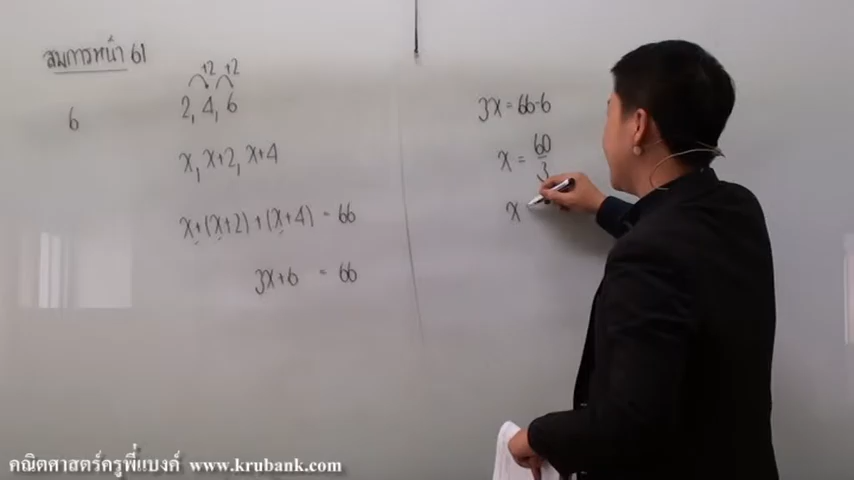 สมการหน้า 61
6
+2 +2
2, 4, 6
x, x+2, x+4
x+(x+2)+(x+4) = 66
3x+6 = 66
3x = 66-6
x = 60/3
x
คณิตศาสตร์ครูพี่แบงค์ www.krubank.com